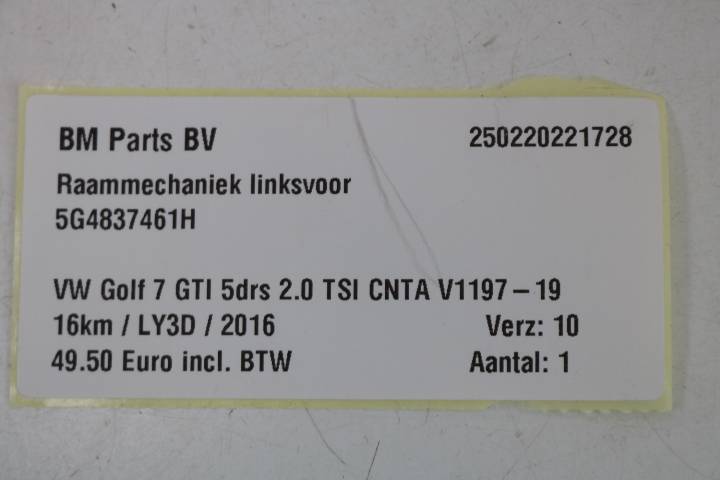 BM Parts BV 250220221728
Raammechaniek linksvoor
5G4837461H
VW Golf 7 GTI 5drs 2.0 TSI CNTA V1197-19
16km / LY3D / 2016 Verz: 10
49.50 Euro incl. BTW Aantal: 1